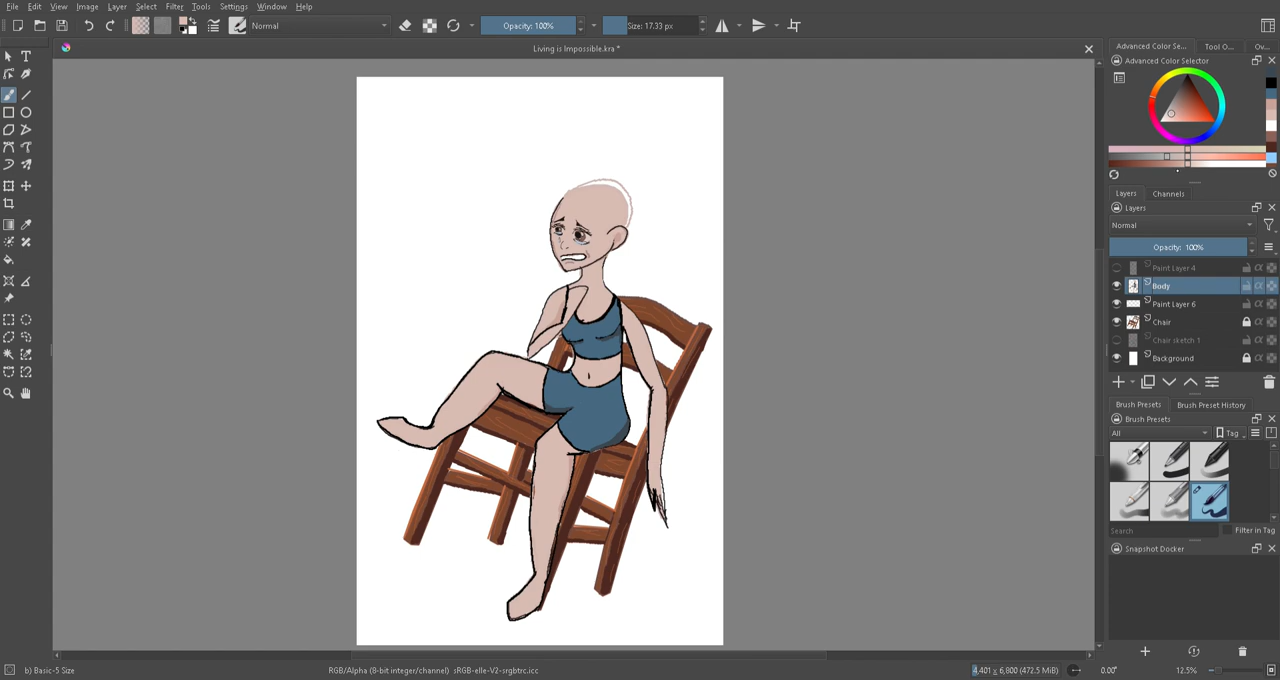 File Edit View Image Layer Select Filter Tools Settings Window Help
Normal Opacity: 100% Size: 17.33 px
Living is Impossible.kra *
Advanced Color Se... Tool O... Ov...
Advanced Color Selector
Layers Channels
Layers
Normal
Opacity: 100%
Paint Layer 4
Body
Paint Layer 6
Chair
Chair sketch 1
Background
Brush Presets Brush Preset History
Brush Presets
All Tag
Search Filter in Tag
Snapshot Docker
b) Basic-5 Size RGB/Alpha (8-bit integer/channel) sRGB-elle-V2-srgbtrc.icc 4,401 x 6,800 (472.5 MiB) 0.00° 12.5%